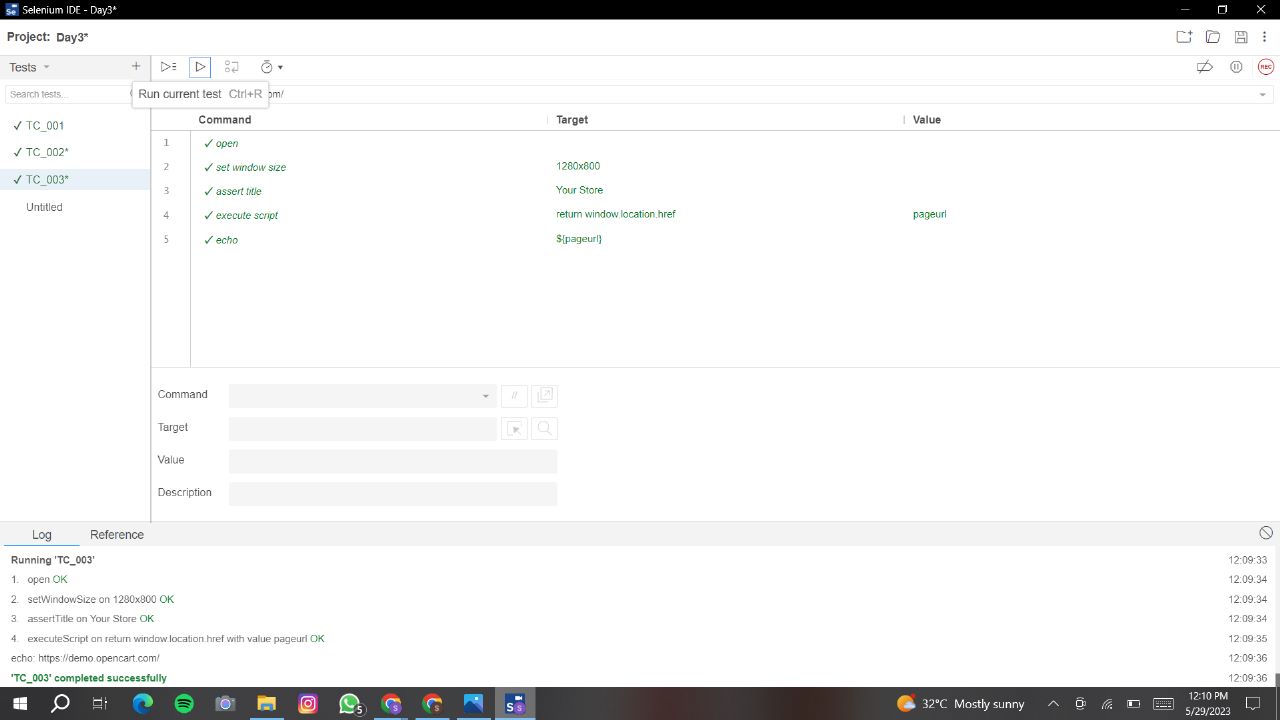 Selenium IDE - Day3*
Project: Day3*
Tests
Search tests...
Run current test Ctrl+R
om/
Command Target Value
✓ TC_001
✓ TC_002*
✓ TC_003*
Untitled
1 ✓ open
2 ✓ set window size 1280x800
3 ✓ assert title Your Store
4 ✓ execute script return window.location.href pageurl
5 ✓ echo ${pageurl}
Command //
Target
Value
Description
Log Reference
Running 'TC_003' 12:09:33
1. open OK 12:09:34
2. setWindowSize on 1280x800 OK 12:09:34
3. assertTitle on Your Store OK 12:09:34
4. executeScript on return window.location.href with value pageurl OK 12:09:35
echo: https://demo.opencart.com/ 12:09:36
'TC_003' completed successfully 12:09:36
REC
Se
5
S
S
Se
S
32°C Mostly sunny
12:10 PM
5/29/2023